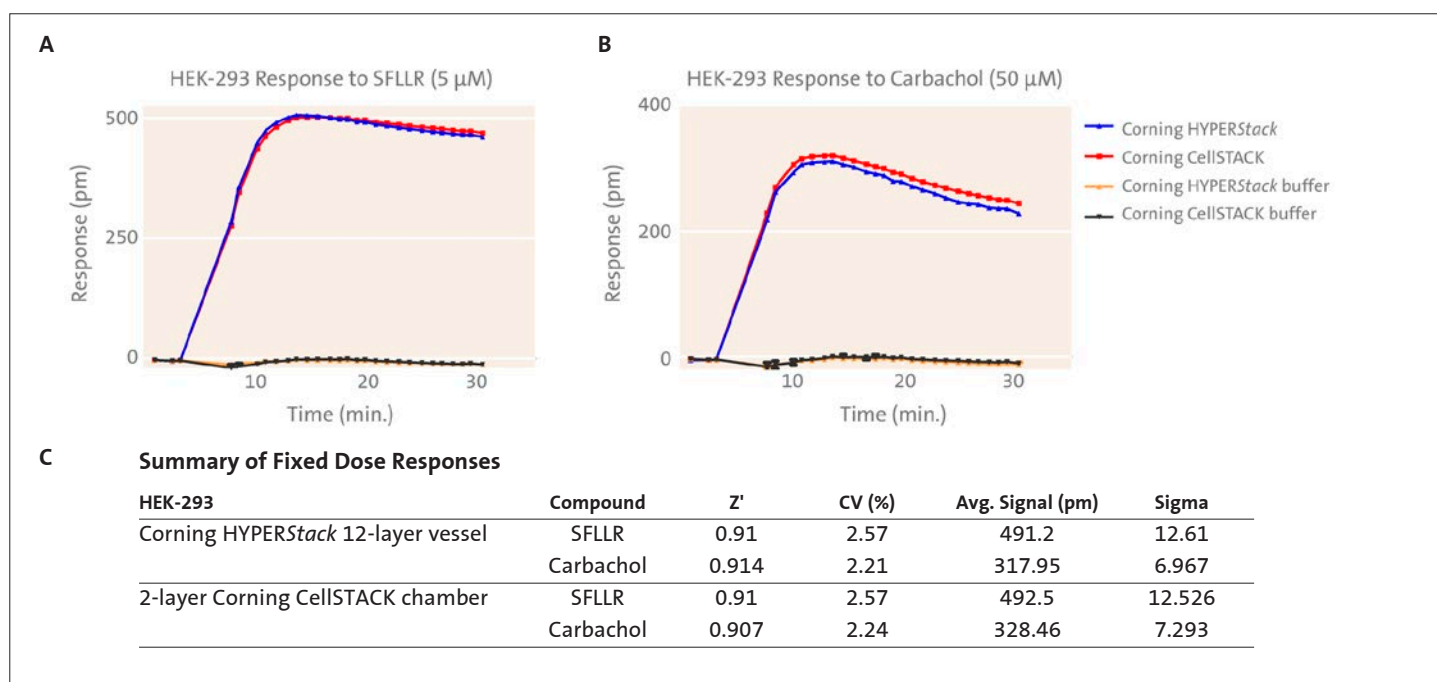 A
HEK-293 Response to SFLLR (5 µM)
500
250
0
Response (pm)
10 20 30
Time (min.)
B
HEK-293 Response to Carbachol (50 µM)
400
200
0
Response (pm)
10 20 30
Time (min.)
Corning HYPERStack
Corning CellSTACK
Corning HYPERStack buffer
Corning CellSTACK buffer
C
Summary of Fixed Dose Responses
HEK-293 Compound Z' CV (%) Avg. Signal (pm) Sigma
Corning HYPERStack 12-layer vessel SFLLR 0.91 2.57 491.2 12.61
Carbachol 0.914 2.21 317.95 6.967
2-layer Corning CellSTACK chamber SFLLR 0.91 2.57 492.5 12.526
Carbachol 0.907 2.24 328.46 7.293